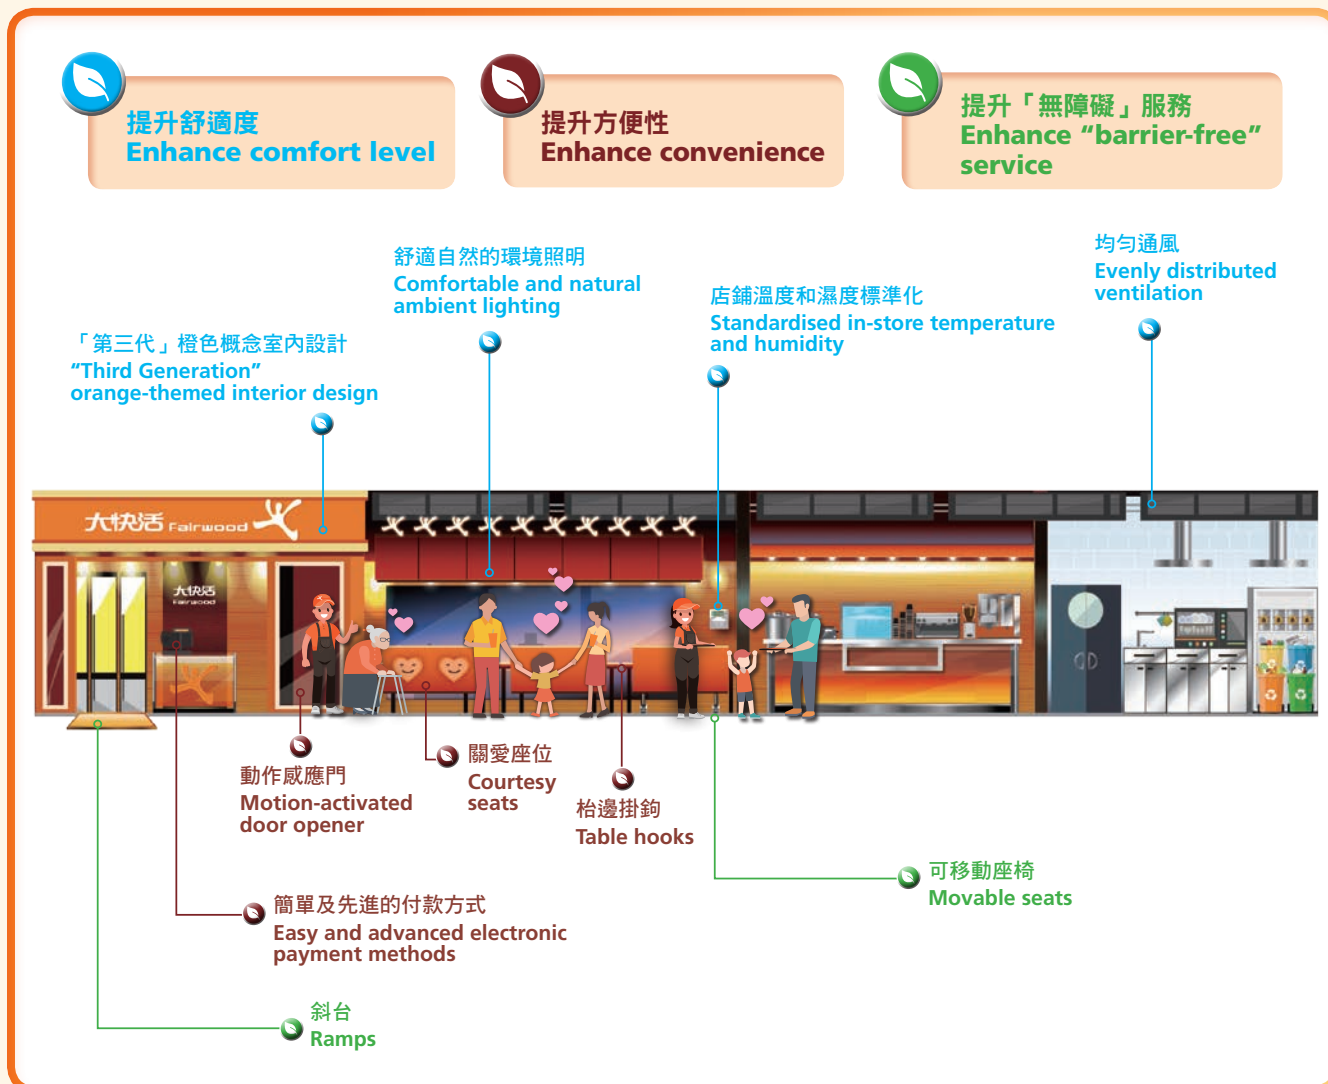 提升舒適度
Enhance comfort level
提升方便性
Enhance convenience
提升「無障礙」服務
Enhance “barrier-free”
service
舒適自然的環境照明
Comfortable and natural
ambient lighting
均勻通風
Evenly distributed
ventilation
店鋪溫度和濕度標準化
Standardised in-store temperature
and humidity
「第三代」橙色概念室內設計
“Third Generation”
orange-themed interior design
大快活 Fairwood
大快活
Fairwood
動作感應門
Motion-activated
door opener
關愛座位
Courtesy
seats
枱邊掛鉤
Table hooks
可移動座椅
Movable seats
簡單及先進的付款方式
Easy and advanced electronic
payment methods
斜台
Ramps